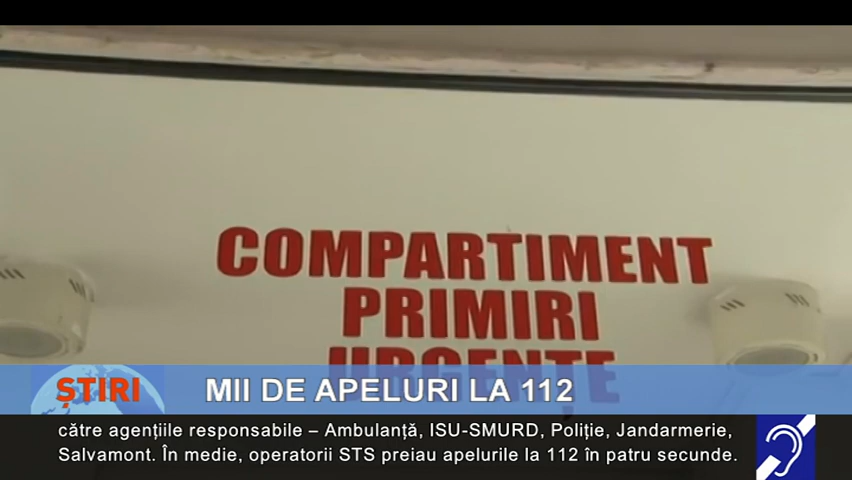 COMPARTIMENT
PRIMIRI
URGENȚE
ȘTIRI
MII DE APELURI LA 112
către agențiile responsabile – Ambulanță, ISU-SMURD, Poliție, Jandarmerie,
Salvamont. În medie, operatorii STS preiau apelurile la 112 în patru secunde.